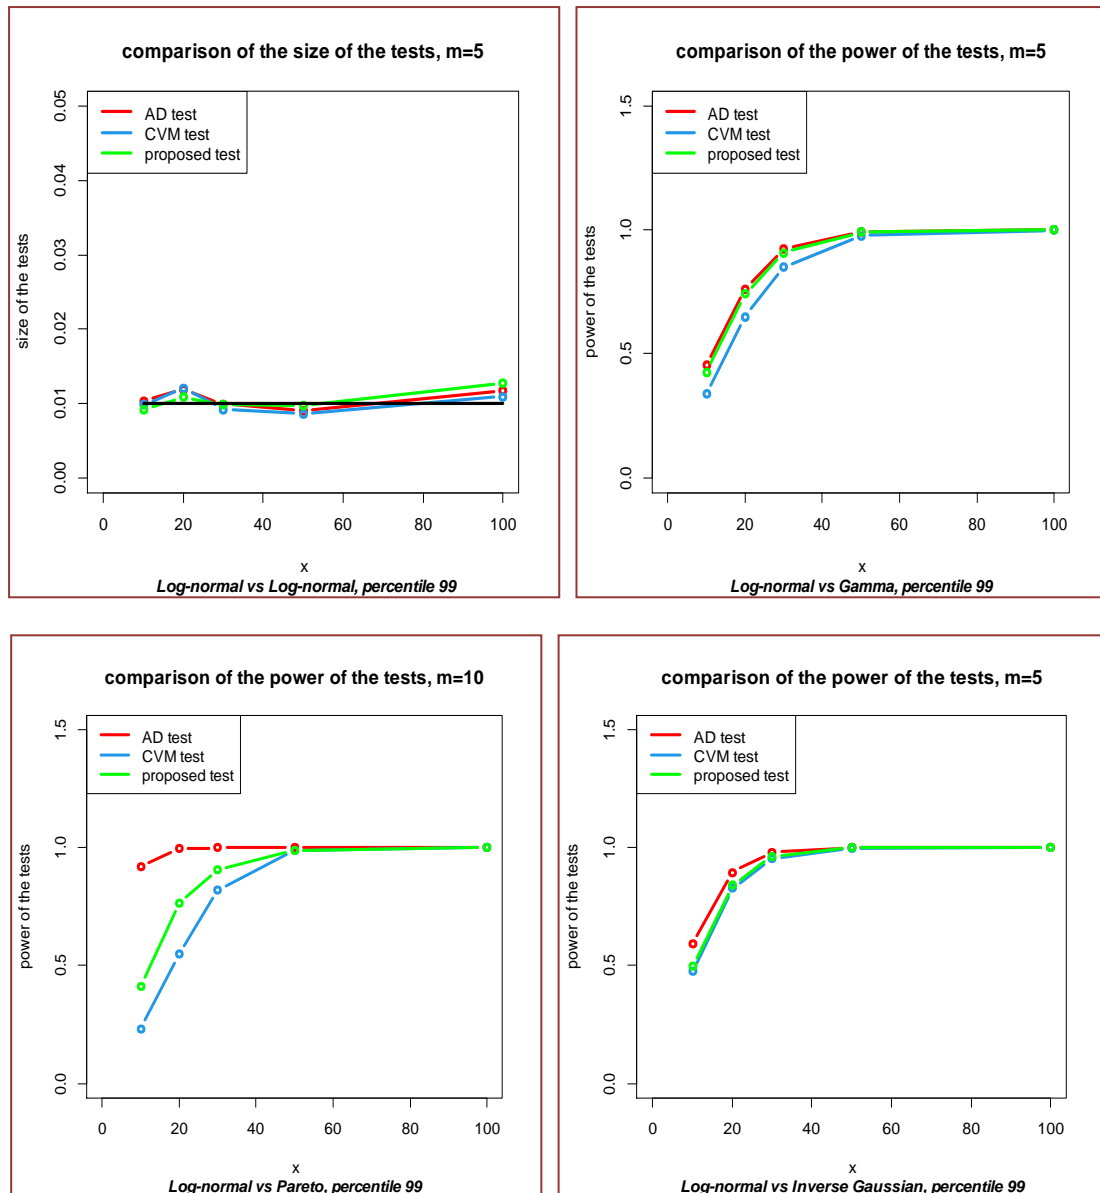 comparison of the size of the tests, m=5
AD test
CVM test
proposed test
size of the tests
0.00
0.01
0.02
0.03
0.04
0.05
0
20
40
60
80
100
x
Log-normal vs Log-normal, percentile 99
comparison of the power of the tests, m=5
AD test
CVM test
proposed test
power of the tests
0.0
0.5
1.0
1.5
0
20
40
60
80
100
x
Log-normal vs Gamma, percentile 99
comparison of the power of the tests, m=10
AD test
CVM test
proposed test
power of the tests
0.0
0.5
1.0
1.5
0
20
40
60
80
100
x
Log-normal vs Pareto, percentile 99
comparison of the power of the tests, m=5
AD test
CVM test
proposed test
power of the tests
0.0
0.5
1.0
1.5
0
20
40
60
80
100
x
Log-normal vs Inverse Gaussian, percentile 99